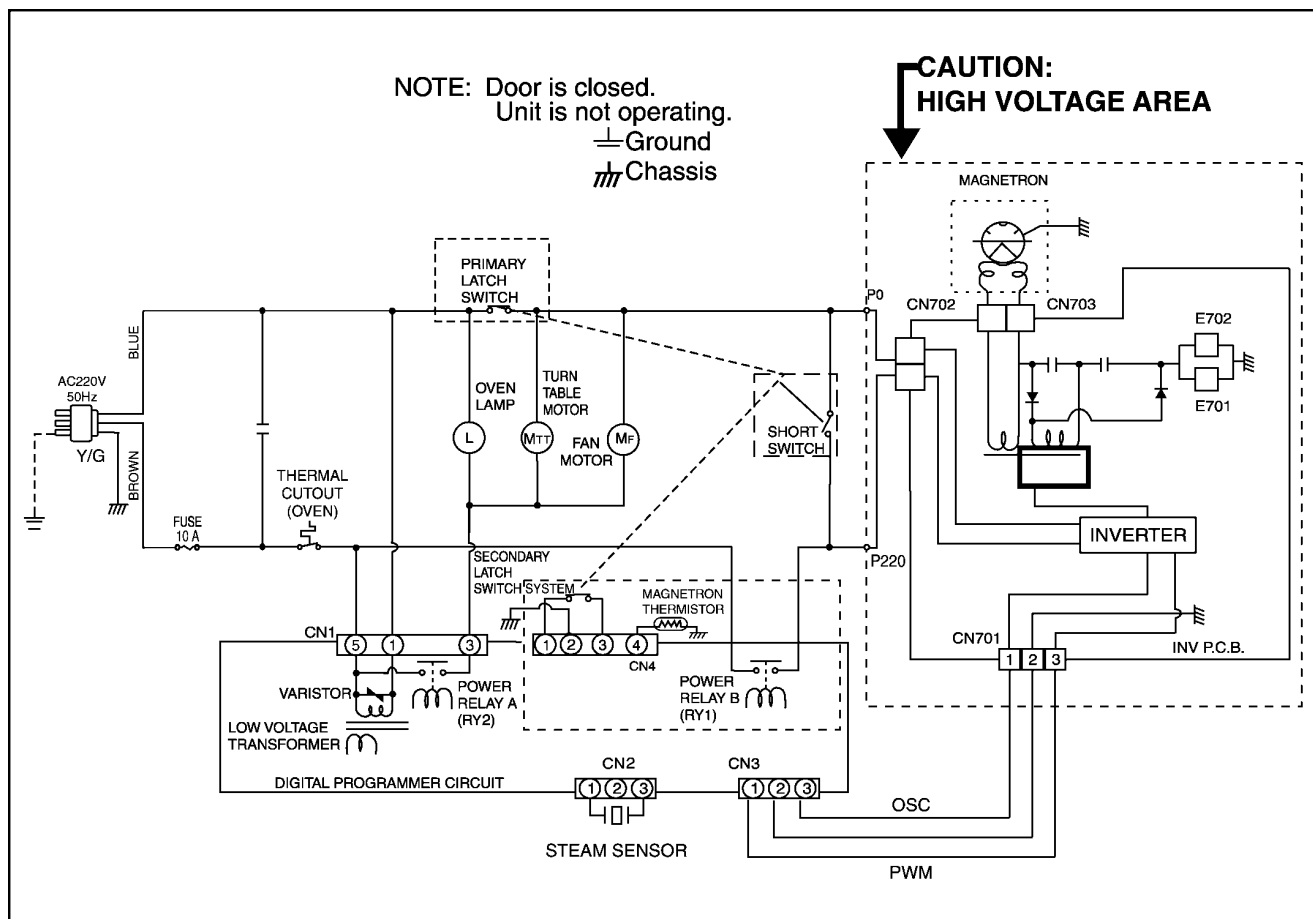 NOTE: Door is closed.
Unit is not operating.
Ground
Chassis
CAUTION:
HIGH VOLTAGE AREA
MAGNETRON
PRIMARY
LATCH
SWITCH
P0
CN702
CN703
E702
E701
BLUE
AC220V
50Hz
Y/G
BROWN
OVEN
LAMP
L
TURN
TABLE
MOTOR
MTT
FAN
MOTOR
MF
SHORT
SWITCH
THERMAL
CUTOUT
(OVEN)
FUSE
10 A
INVERTER
P220
SECONDARY
LATCH
SWITCH SYSTEM
MAGNETRON
THERMISTOR
CN1
5 1 3
1 2 3 4
CN4
CN701
1 2 3
INV P.C.B.
VARISTOR
POWER
RELAY A
(RY2)
POWER
RELAY B
(RY1)
LOW VOLTAGE
TRANSFORMER
DIGITAL PROGRAMMER CIRCUIT
CN2
1 2 3
CN3
1 2 3
OSC
STEAM SENSOR
PWM